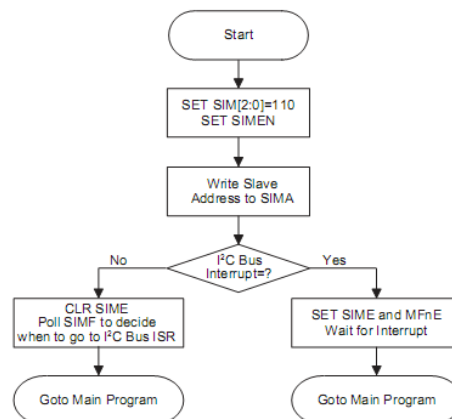 Start
SET SIM[2:0]=110
SET SIMEN
Write Slave
Address to SIMA
I²C Bus
Interrupt=?
No
Yes
CLR SIME
Poll SIMF to decide
when to go to I²C Bus ISR
SET SIME and MFnE
Wait for Interrupt
Goto Main Program
Goto Main Program